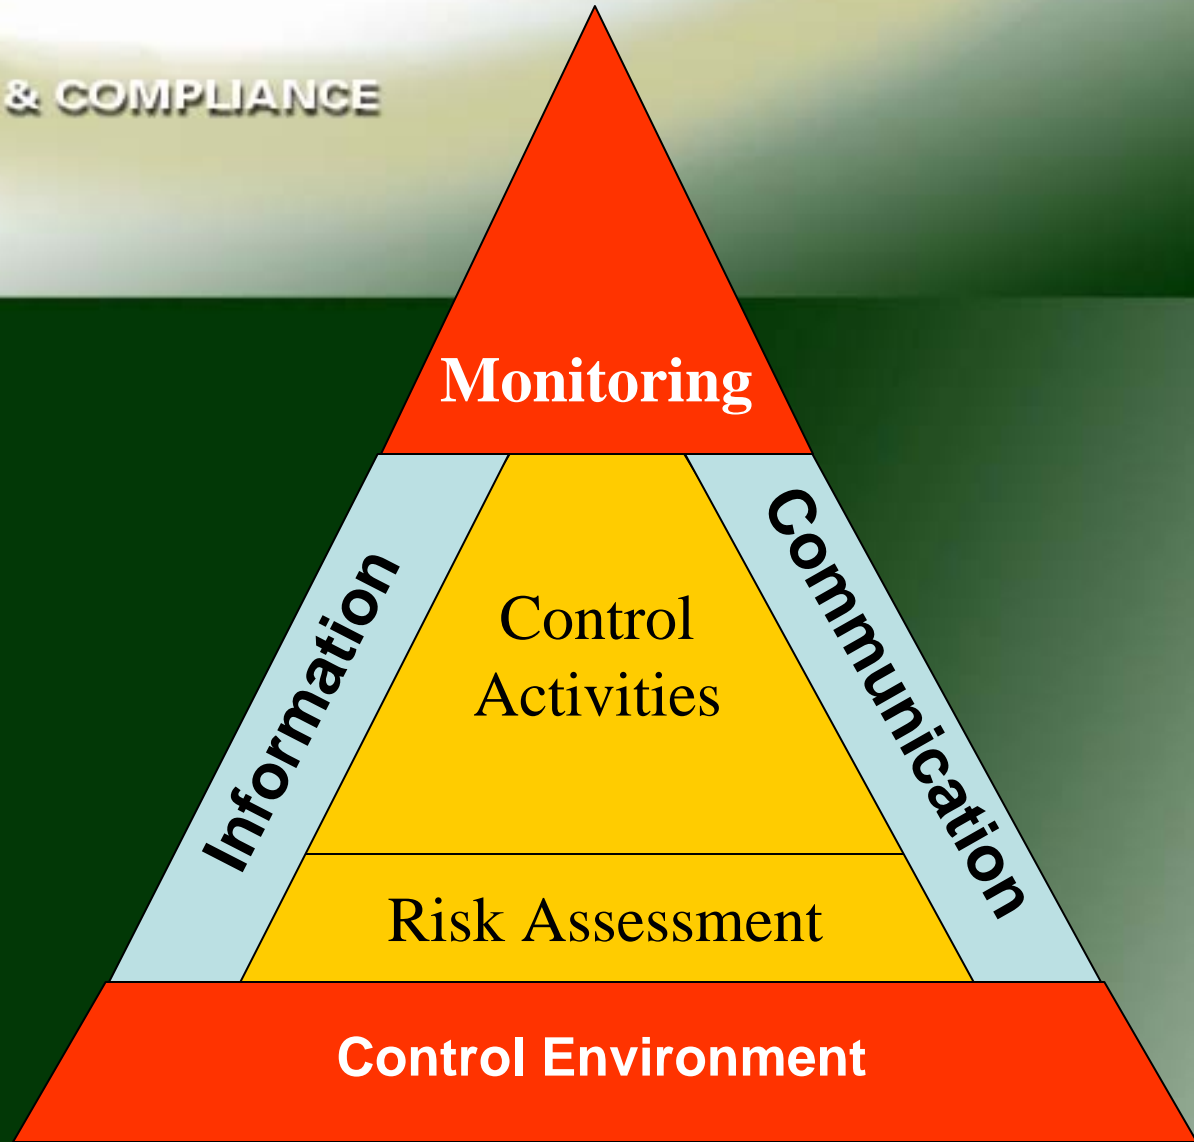 & COMPLIANCE
Monitoring
Information
Communication
Control
Activities
Risk Assessment
Control Environment